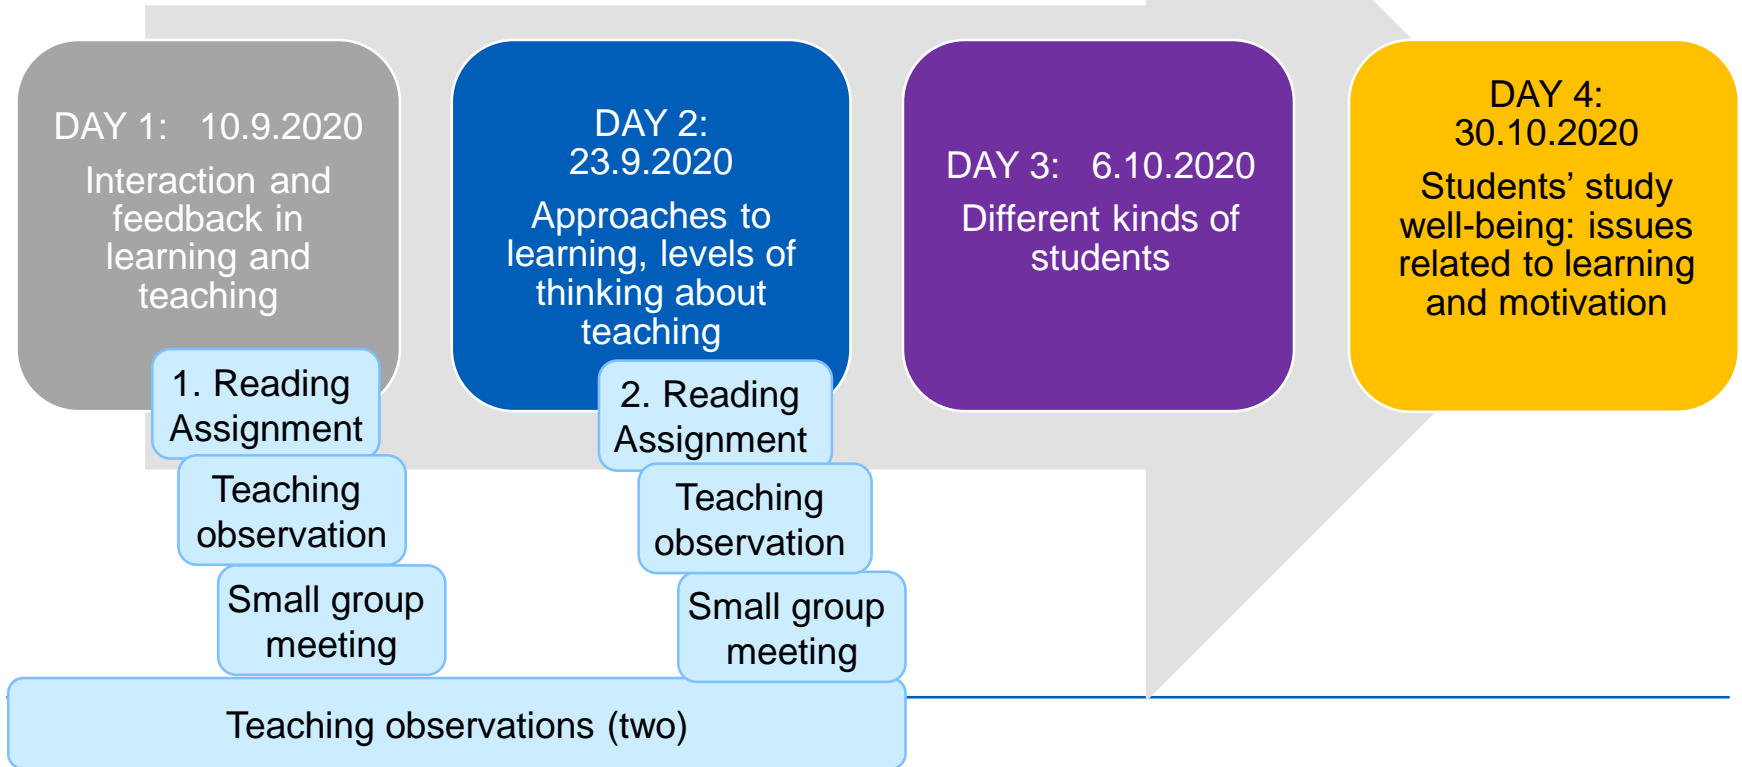 DAY 1:   10.9.2020
Interaction and
feedback in
learning and
teaching
1. Reading
Assignment
Teaching
observation
Small group
meeting
DAY 2:
23.9.2020
Approaches to
learning, levels of
thinking about
teaching
2. Reading
Assignment
Teaching
observation
Small group
meeting
DAY 3:   6.10.2020
Different kinds of
students
DAY 4:
30.10.2020
Students’ study
well-being: issues
related to learning
and motivation
Teaching observations (two)